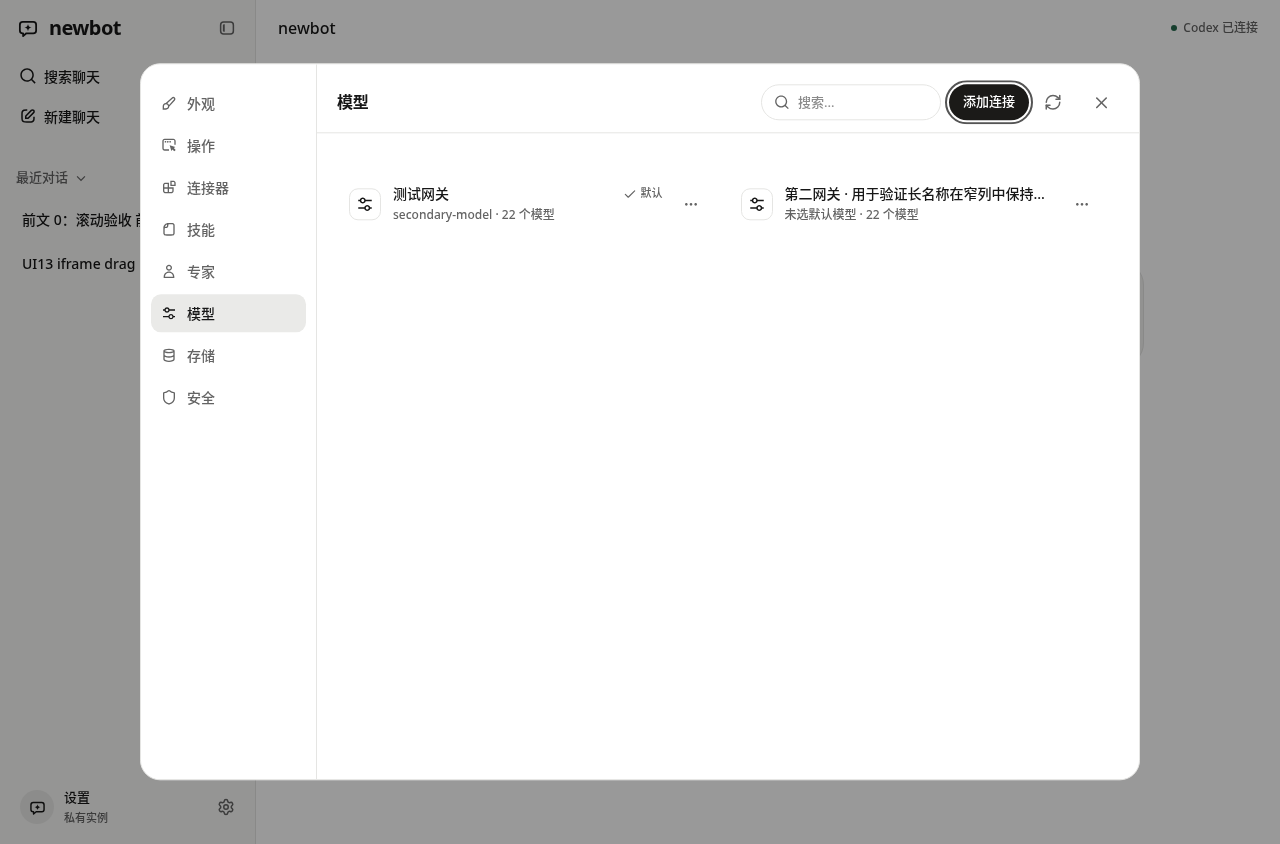 newbot
newbot
Codex 已连接
搜索聊天
新建聊天
最近对话
前文 0：滚动验收
UI13 iframe drag
设置
私有实例
外观
操作
连接器
技能
专家
模型
存储
安全
模型
搜索...
添加连接
测试网关
默认
secondary-model · 22 个模型
第二网关 · 用于验证长名称在窄列中保持...
未选默认模型 · 22 个模型